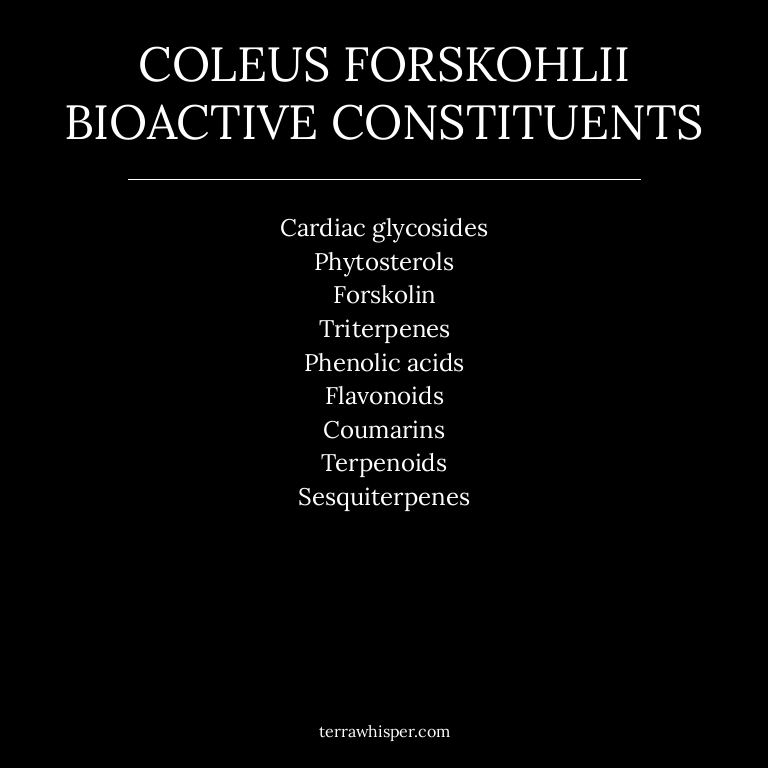 COLEUS FORSKOHLII
BIOACTIVE CONSTITUENTS
Cardiac glycosides
Phytosterols
Forskolin
Triterpenes
Phenolic acids
Flavonoids
Coumarins
Terpenoids
Sesquiterpenes
terrawhisper.com